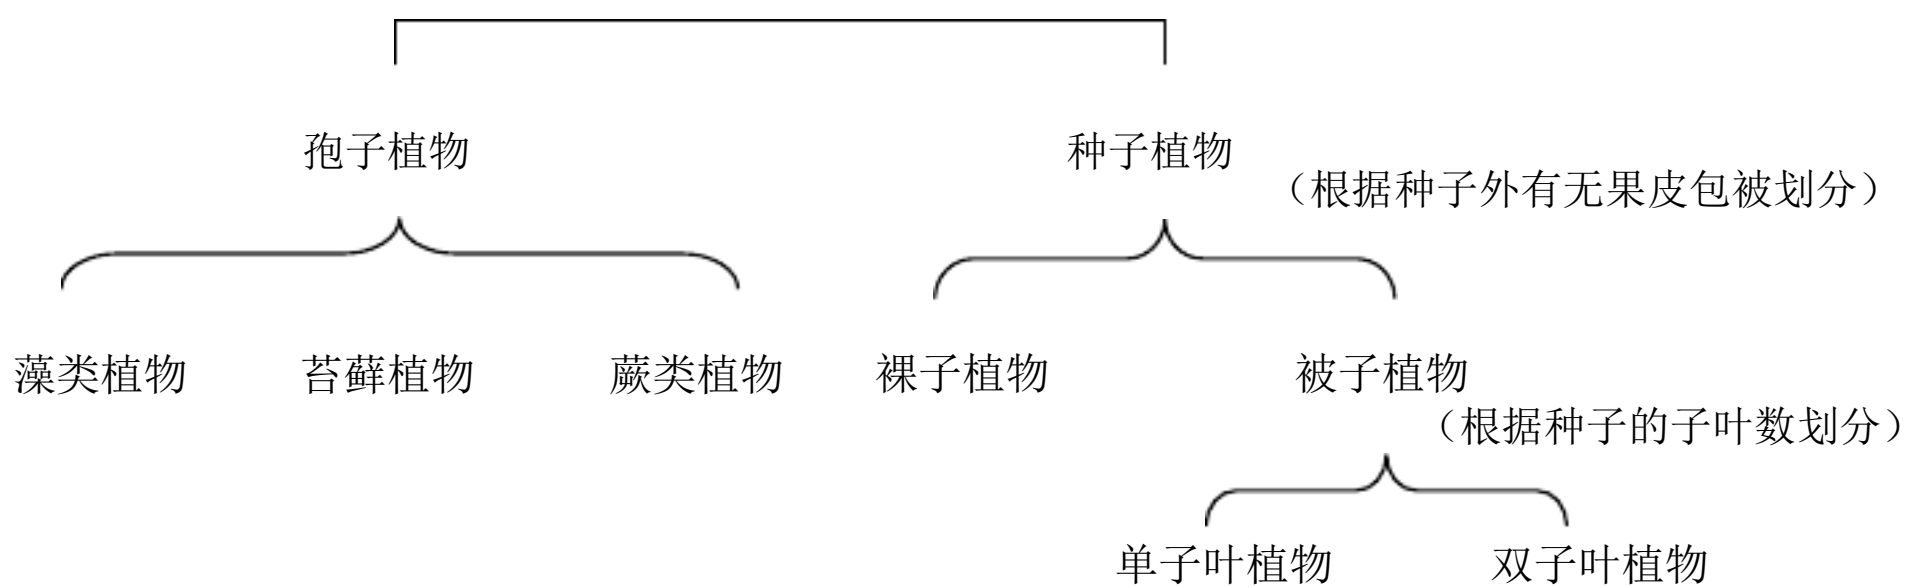 孢子植物 种子植物
（根据种子外有无果皮包被划分）
藻类植物 苔藓植物 蕨类植物 裸子植物 被子植物
（根据种子的子叶数划分）
单子叶植物 双子叶植物